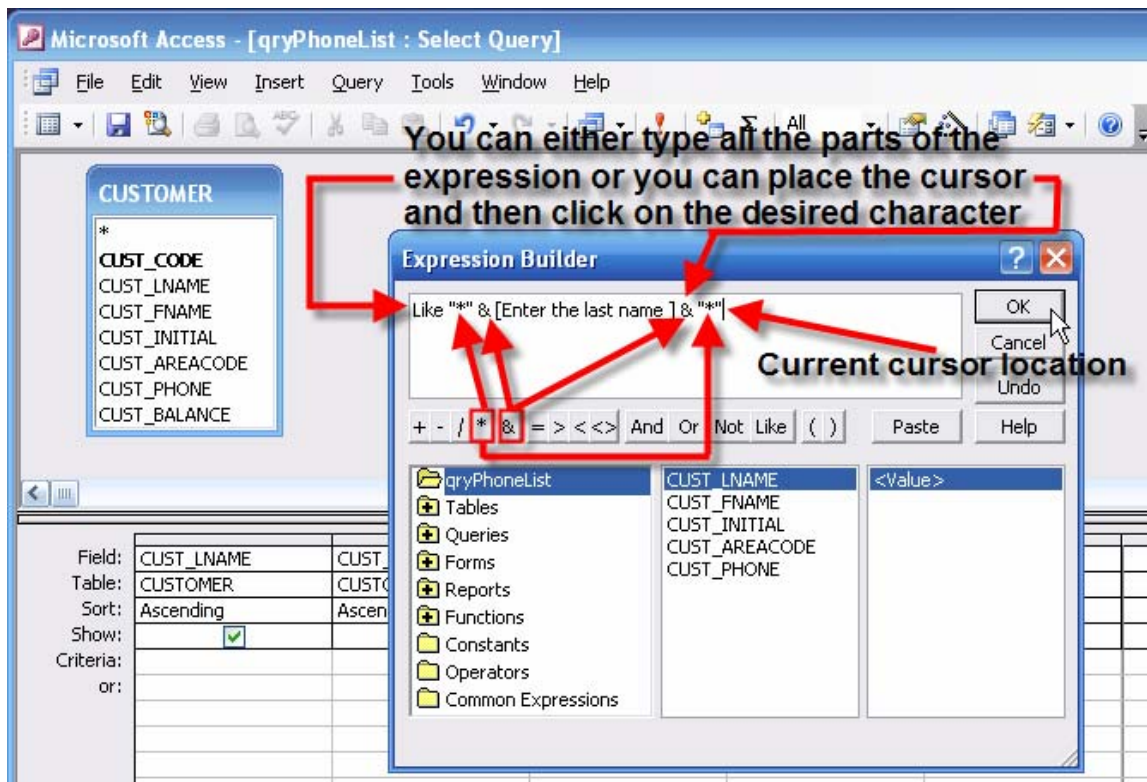 Microsoft Access - [qryPhoneList : Select Query]
File Edit View Insert Query Tools Window Help
All
You can either type all the parts of the
expression or you can place the cursor
and then click on the desired character
CUSTOMER
*
CUST_CODE
CUST_LNAME
CUST_FNAME
CUST_INITIAL
CUST_AREACODE
CUST_PHONE
CUST_BALANCE
Expression Builder
Like "*" & [Enter the last name ] & "*"
OK
Cancel
Undo
Current cursor location
+ - / * & = > < <> And Or Not Like ( ) Paste Help
qryPhoneList
Tables
Queries
Forms
Reports
Functions
Constants
Operators
Common Expressions
CUST_LNAME
CUST_FNAME
CUST_INITIAL
CUST_AREACODE
CUST_PHONE
<Value>
Field: CUST_LNAME CUST_
Table: CUSTOMER
Sort: Ascending Ascen
Show:
Criteria:
or: